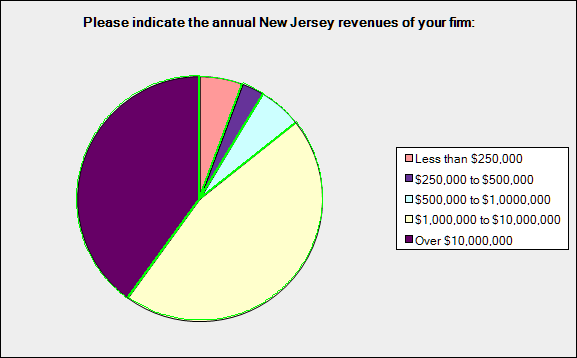 Please indicate the annual New Jersey revenues of your firm:
Less than $250,000
$250,000 to $500,000
$500,000 to $1,0000,000
$1,000,000 to $10,000,000
Over $10,000,000